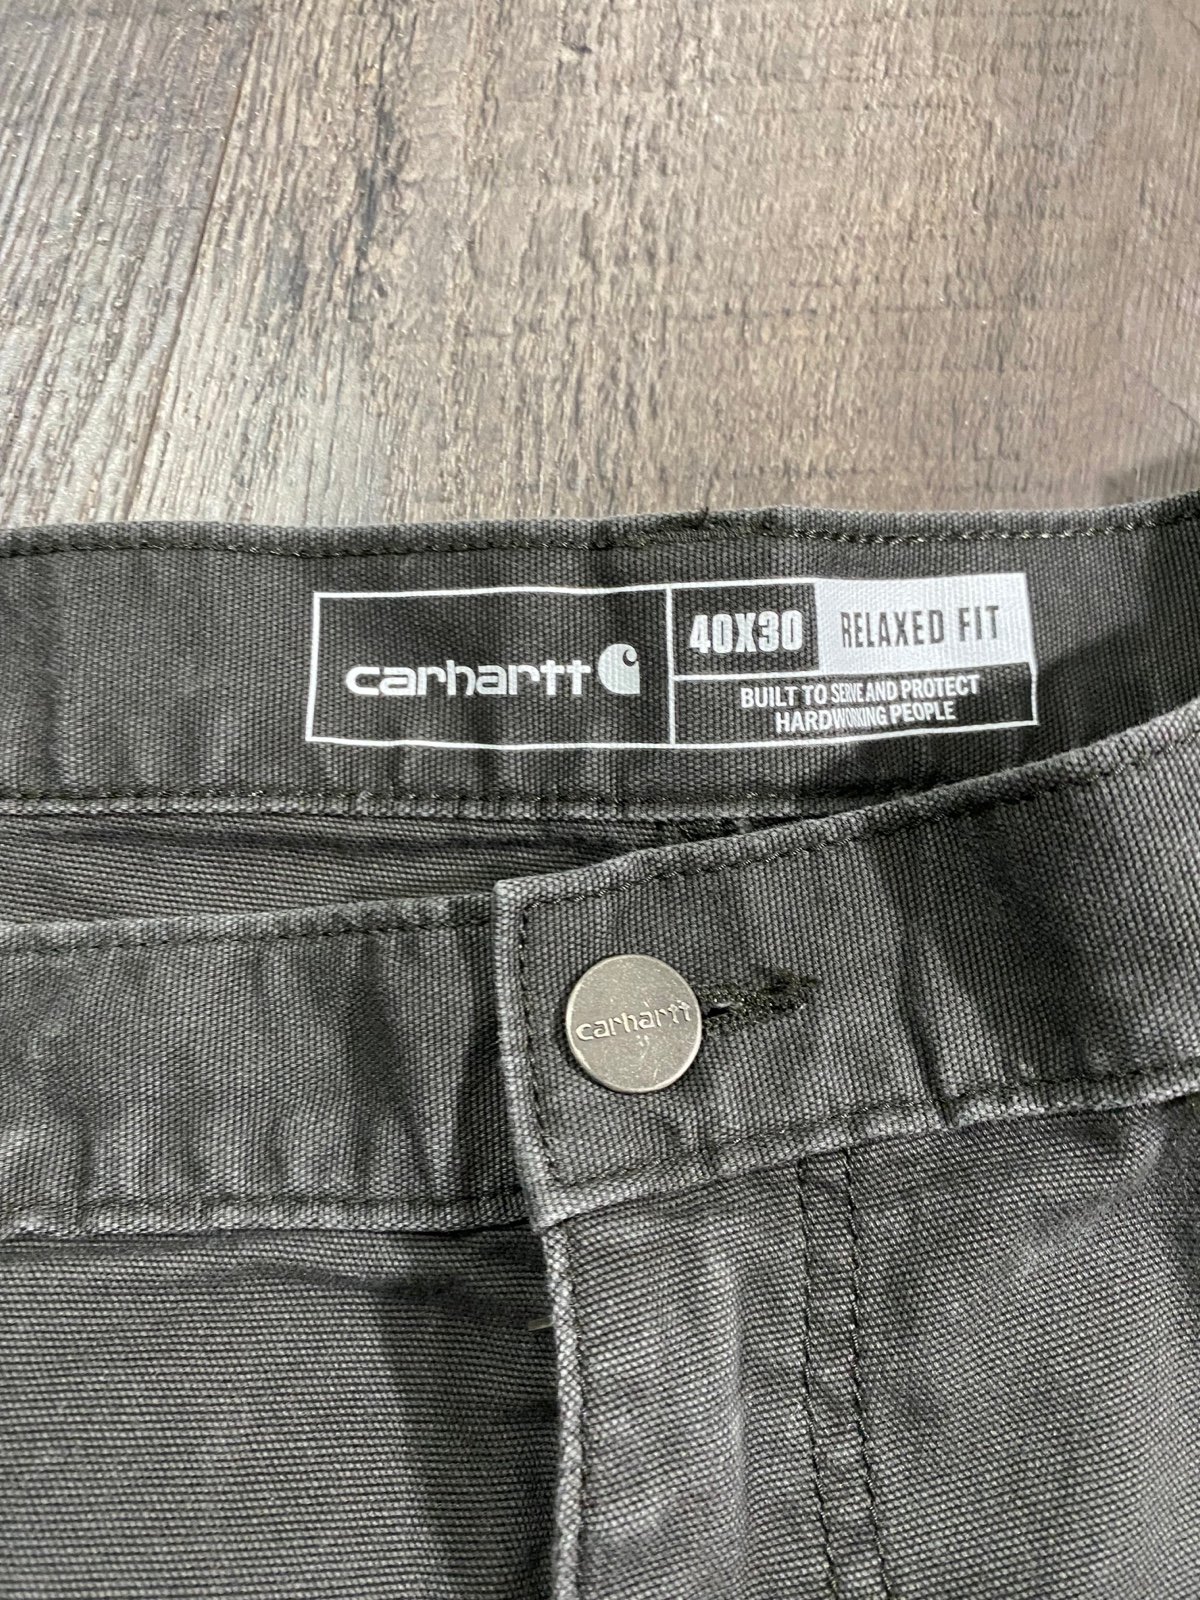 carhartt
40X30
RELAXED FIT
BUILT TO SERVE AND PROTECT
HARDWORKING PEOPLE
carhartt